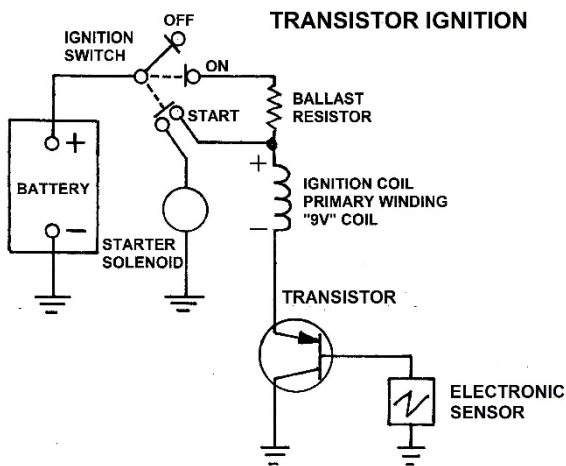 TRANSISTOR IGNITION
OFF
IGNITION
SWITCH
ON
BALLAST
RESISTOR
START
+
+
BATTERY
IGNITION COIL
PRIMARY WINDING
"9V" COIL
−
−
STARTER
SOLENOID
TRANSISTOR
ELECTRONIC
SENSOR